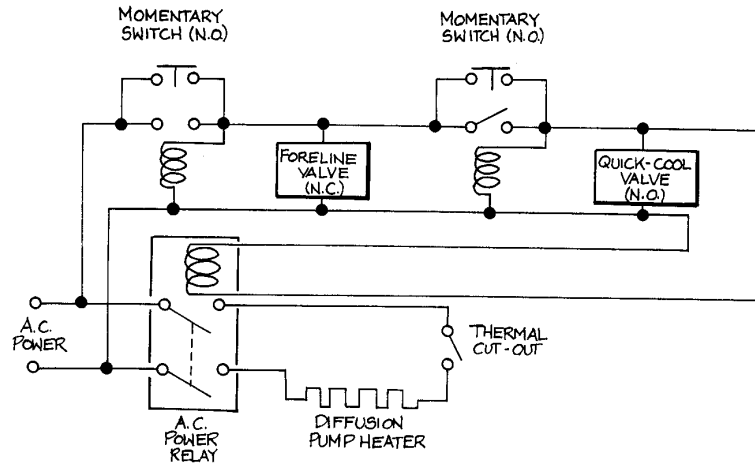 MOMENTARY
SWITCH (N.O.)
MOMENTARY
SWITCH (N.O.)
FORELINE
VALVE
(N.C.)
QUICK-COOL
VALVE
(N.O.)
A.C.
POWER
THERMAL
CUT-OUT
A.C.
POWER
RELAY
DIFFUSION
PUMP HEATER